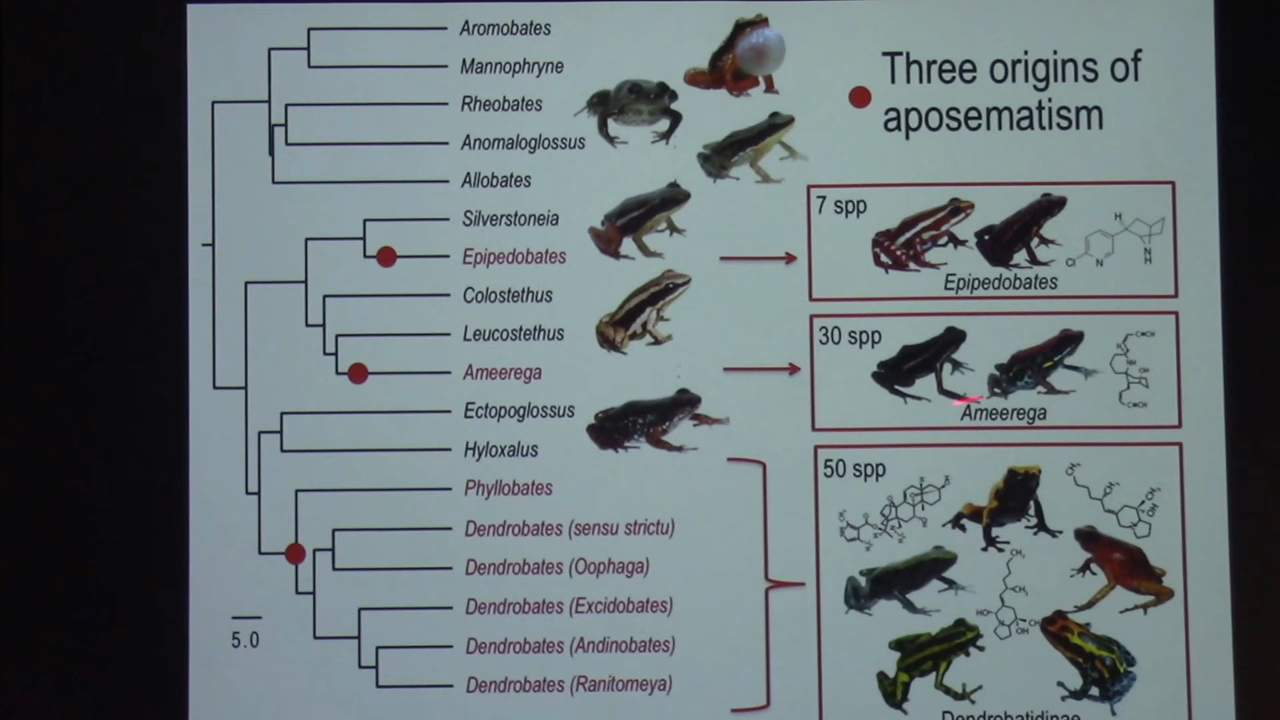 Aromobates
Mannophryne
Rheobates
Anomaloglossus
Allobates
Silverstoneia
Epipedobates
Colostethus
Leucostethus
Ameerega
Ectopoglossus
Hyloxalus
Phyllobates
Dendrobates (sensu strictu)
Dendrobates (Oophaga)
Dendrobates (Excidobates)
Dendrobates (Andinobates)
Dendrobates (Ranitomeya)
5.0
Three origins of
aposematism
7 spp
H
Cl
N
N
H
Epipedobates
30 spp
Ameerega
50 spp
Dendrobatidinae